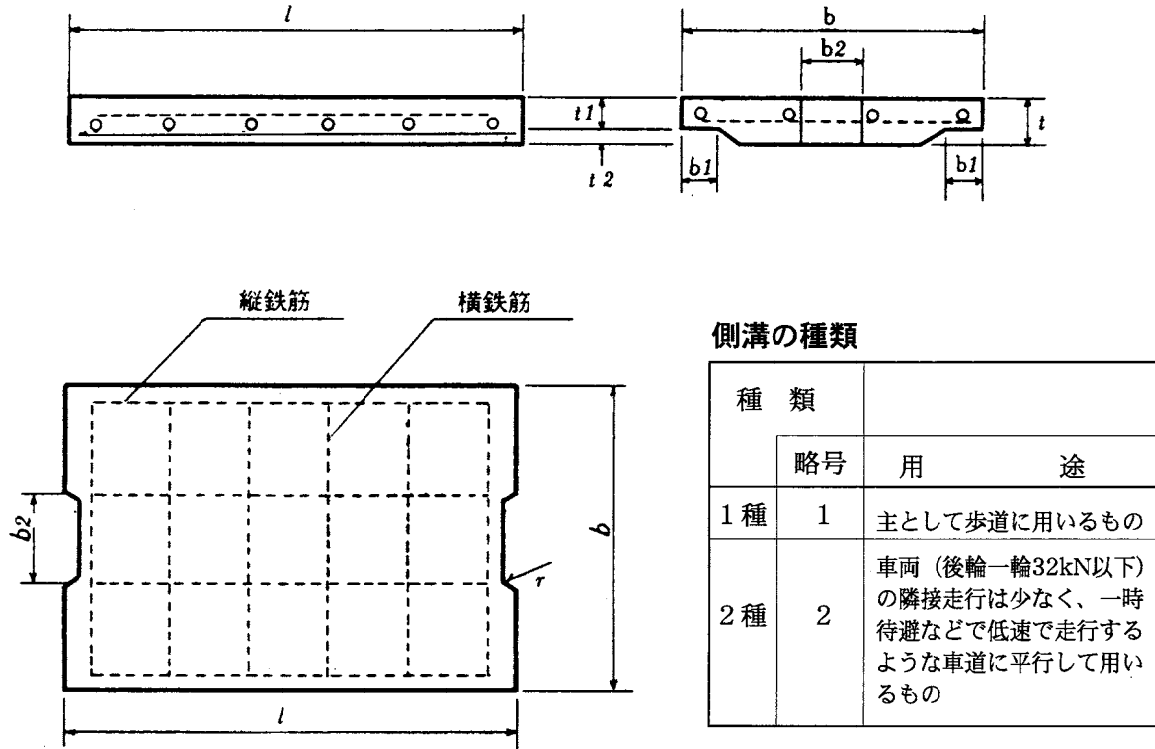 l
b
b2
t1
t
b1
b1
t2
縦鉄筋
横鉄筋
b2
b
r
l
側溝の種類
種 類
略号 用 途
1種 1 主として歩道に用いるもの
2種 2 車両（後輪一輪32kN以下）
の隣接走行は少なく、一時
待避などで低速で走行する
ような車道に平行して用い
るもの